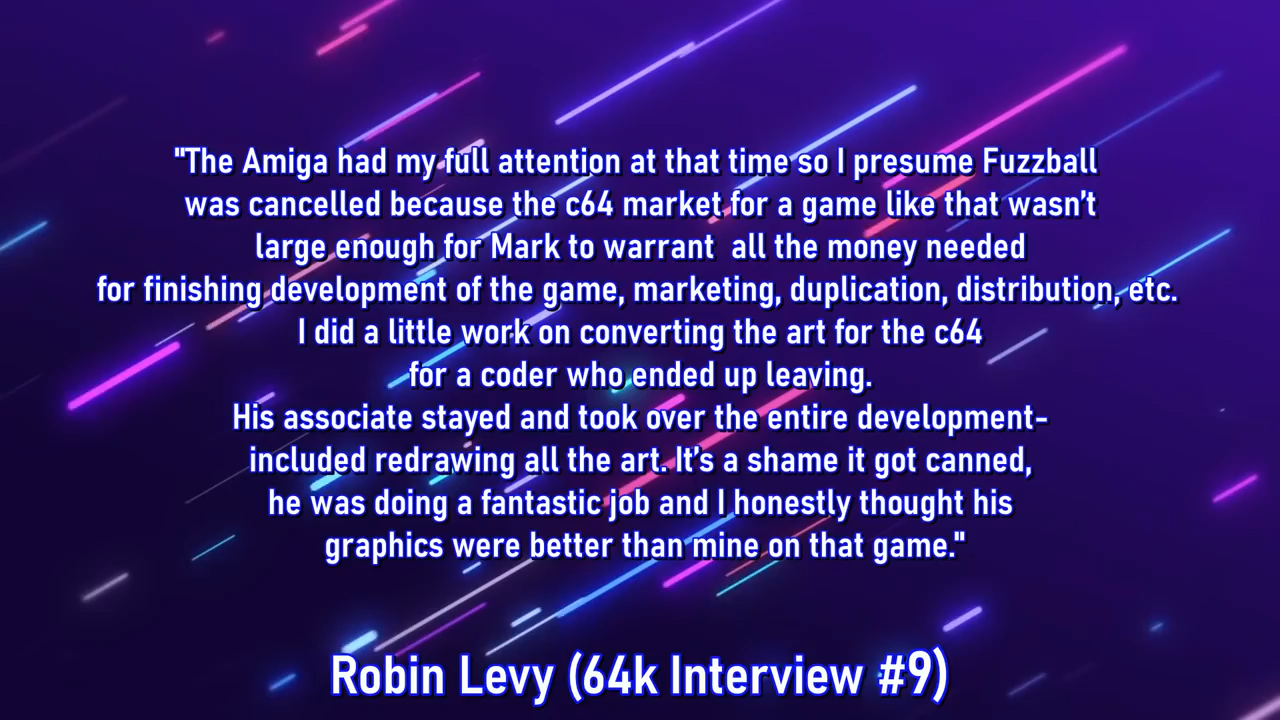 "The Amiga had my full attention at that time so I presume Fuzzball
was cancelled because the c64 market for a game like that wasn't
large enough for Mark to warrant  all the money needed
for finishing development of the game, marketing, duplication, distribution, etc.
I did a little work on converting the art for the c64
for a coder who ended up leaving.
His associate stayed and took over the entire development-
included redrawing all the art. It's a shame it got canned,
he was doing a fantastic job and I honestly thought his
graphics were better than mine on that game."
Robin Levy (64k Interview #9)